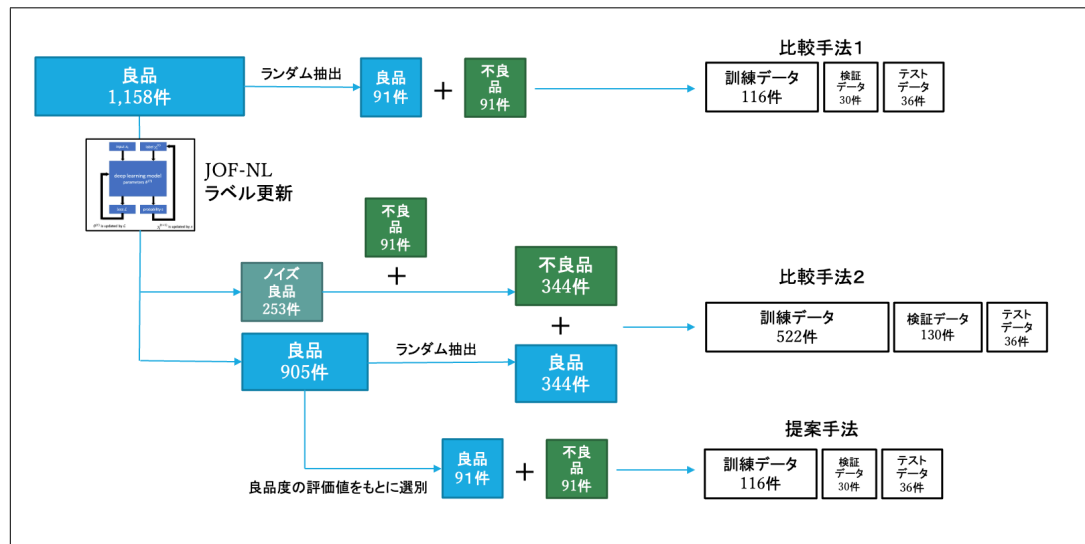 良品
1,158件
ランダム抽出
良品
91件
+
不良
品
91件
比較手法1
訓練データ
116件
検証
データ
30件
テスト
データ
36件
deep learning model
JOF-NL
ラベル更新
不良
品
91件
+
ノイズ
良品
253件
不良品
344件
+
良品
905件
ランダム抽出
良品
344件
比較手法2
訓練データ
522件
検証データ
130件
テスト
データ
36件
良品度の評価値をもとに選別
良品
91件
+
不良
品
91件
提案手法
訓練データ
116件
検証
データ
30件
テスト
データ
36件